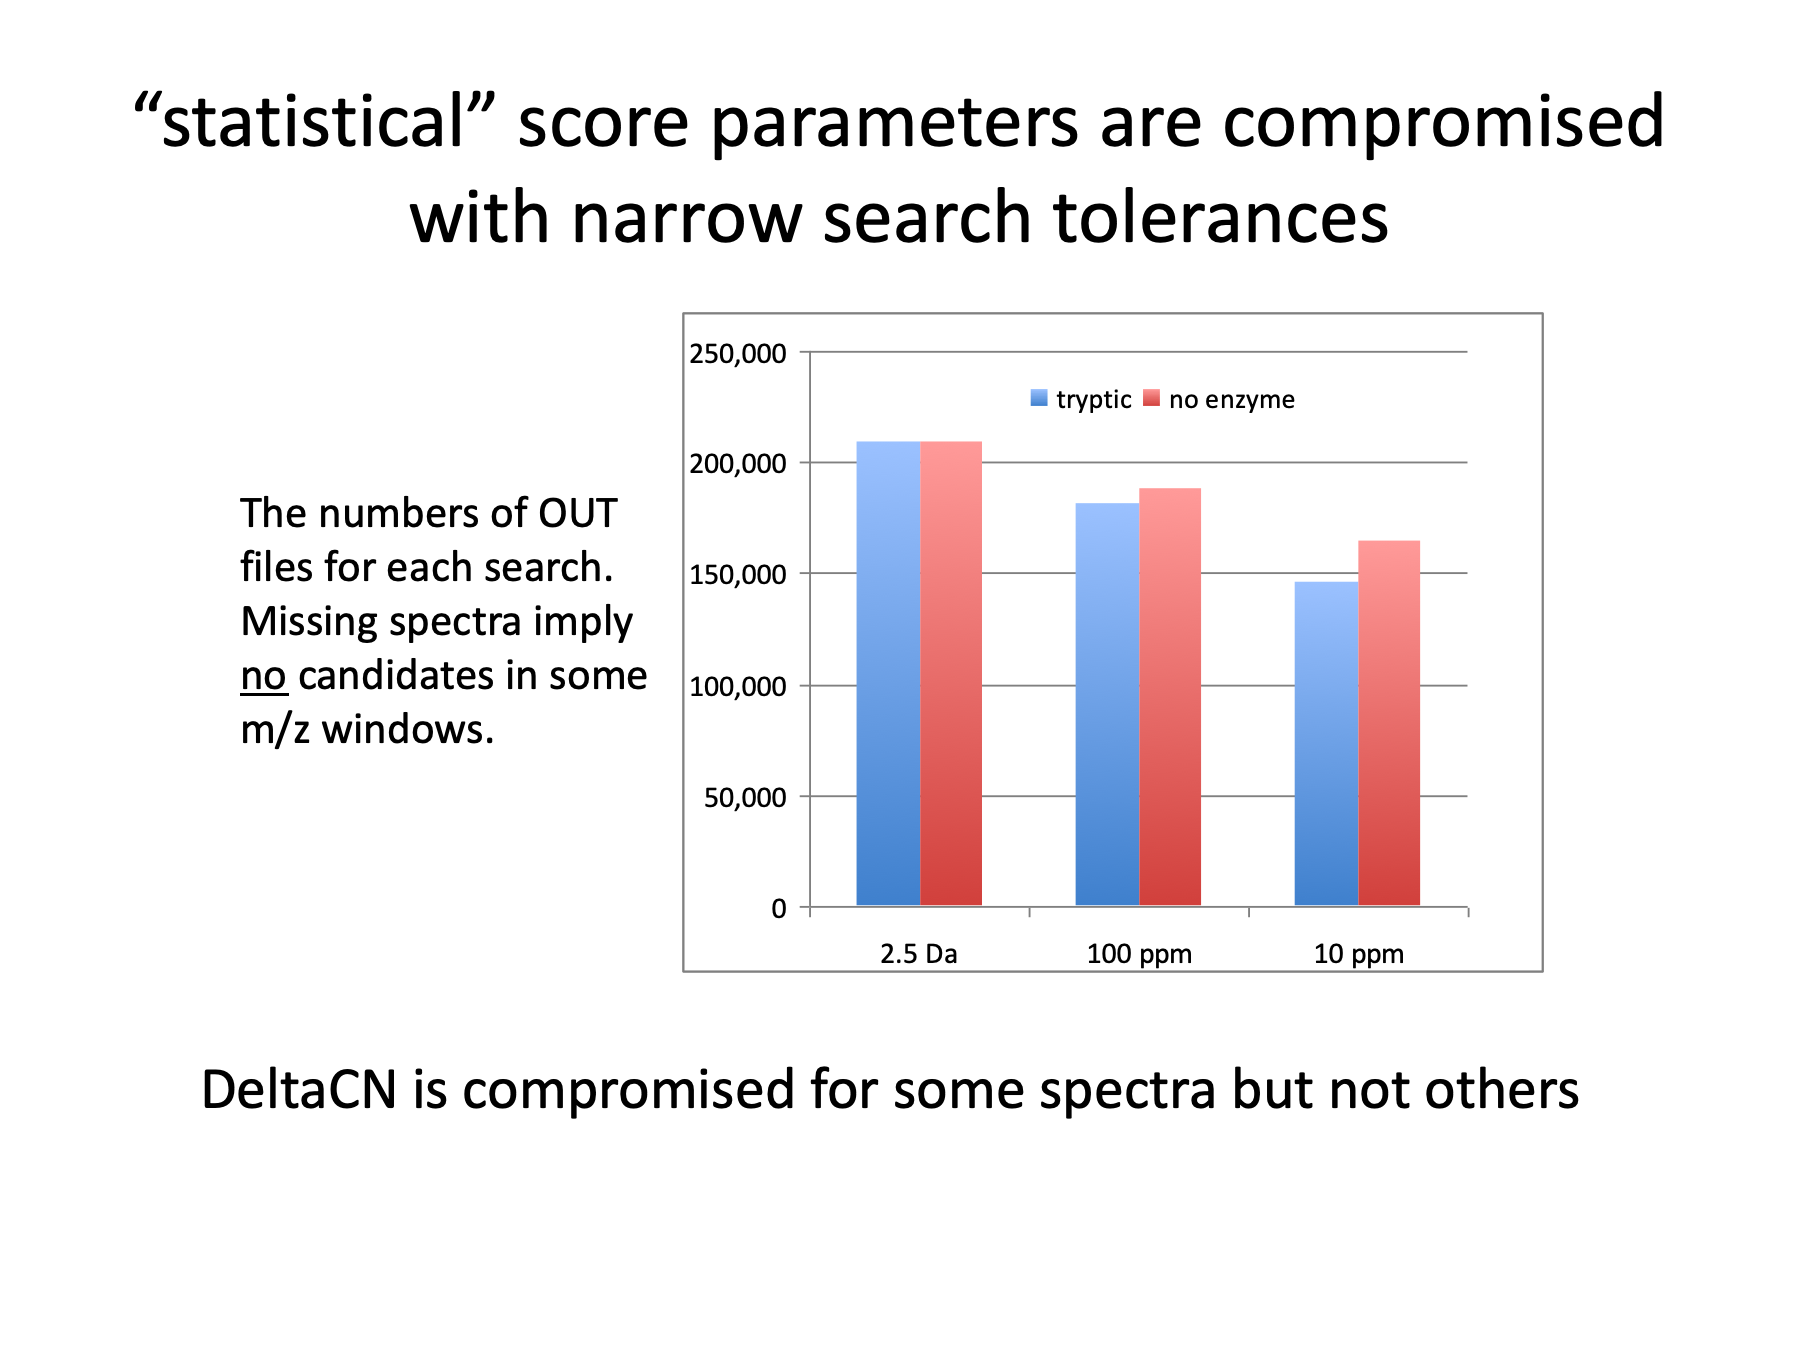 “statistical” score parameters are compromised
with narrow search tolerances
The numbers of OUT
files for each search.
Missing spectra imply
no candidates in some
m/z windows.
250,000
tryptic no enzyme
200,000
150,000
100,000
50,000
0
2.5 Da 100 ppm 10 ppm
DeltaCN is compromised for some spectra but not others